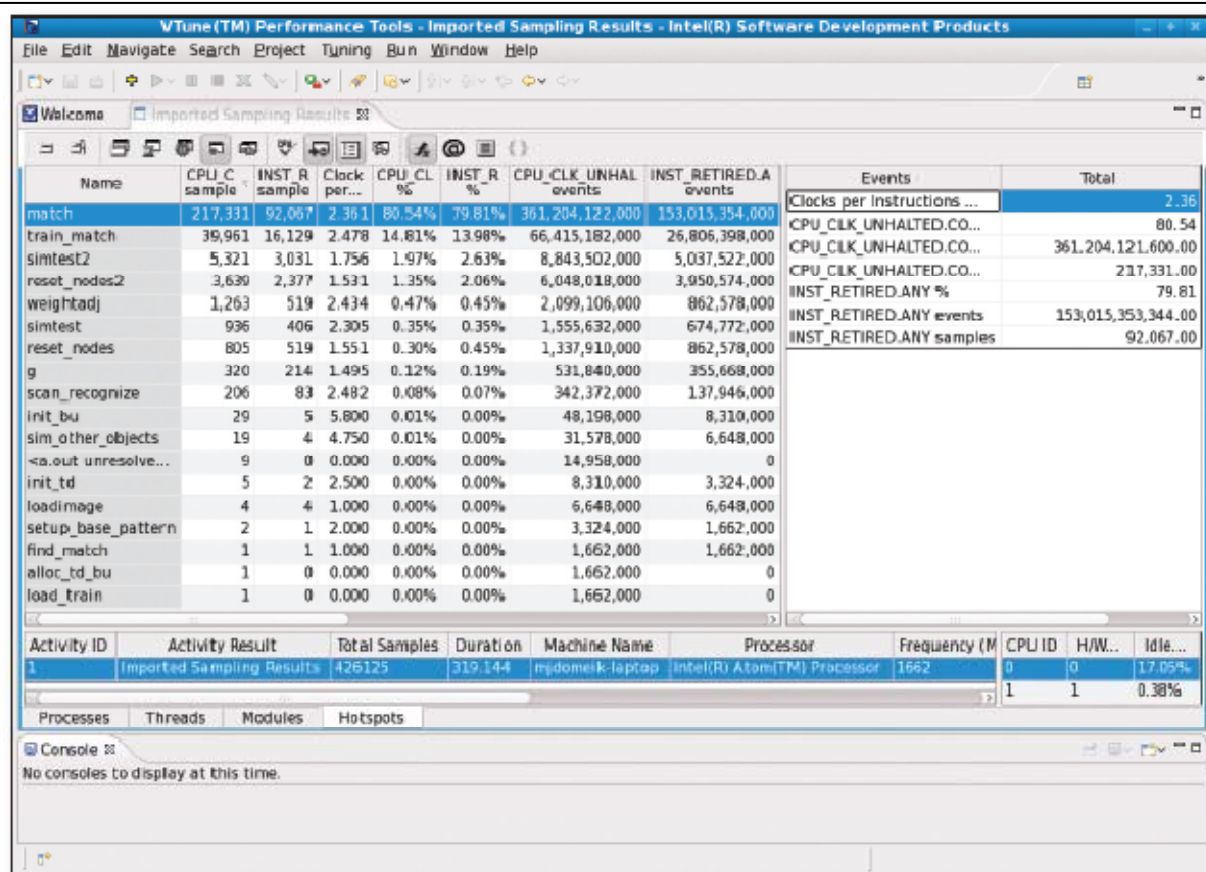 VTune(TM) Performance Tools - Imported Sampling Results - Intel(R) Software Development Products
File Edit Navigate Search Project Tuning Run Window Help
Welcome Imported Sampling Results
Name CPU_C sample INST_R sample Clock per... CPU_CL % INST_R % CPU_CLK_UNHAL events INST_RETIRED.A events
match 217,331 92,067 2.361 80.54% 79.81% 361,204,122,000 153,015,354,000
train_match 39,961 16,129 2.478 14.81% 13.98% 66,415,182,000 26,806,398,000
simtest2 5,321 3,031 1.756 1.97% 2.63% 8,843,502,000 5,037,522,000
reset_nodes2 3,639 2,377 1.531 1.35% 2.06% 6,048,018,000 3,950,574,000
weightadj 1,263 519 2.434 0.47% 0.45% 2,099,106,000 862,578,000
simtest 936 406 2.305 0.35% 0.35% 1,555,632,000 674,772,000
reset_nodes 805 519 1.551 0.30% 0.45% 1,337,910,000 862,578,000
g 320 214 1.495 0.12% 0.19% 531,840,000 355,668,000
scan_recognize 206 83 2.482 0.08% 0.07% 342,372,000 137,946,000
init_bu 29 5 5.800 0.01% 0.00% 48,198,000 8,310,000
sim_other_objects 19 4 4.750 0.01% 0.00% 31,578,000 6,648,000
<a.out unresolve... 9 0 0.000 0.00% 0.00% 14,958,000 0
init_td 5 2 2.500 0.00% 0.00% 8,310,000 3,324,000
loadimage 4 4 1.000 0.00% 0.00% 6,648,000 6,648,000
setup_base_pattern 2 1 2.000 0.00% 0.00% 3,324,000 1,662,000
find_match 1 1 1.000 0.00% 0.00% 1,662,000 1,662,000
alloc_td_bu 1 0 0.000 0.00% 0.00% 1,662,000 0
load_train 1 0 0.000 0.00% 0.00% 1,662,000 0
Events Total
Clocks per Instructions ... 2.36
CPU_CLK_UNHALTED.CO... 80.54
CPU_CLK_UNHALTED.CO... 361,204,121,600.00
CPU_CLK_UNHALTED.CO... 217,331.00
INST_RETIRED.ANY % 79.81
INST_RETIRED.ANY events 153,015,353,344.00
INST_RETIRED.ANY samples 92,067.00
Activity ID Activity Result Total Samples Duration Machine Name Processor Frequency (M
1 Imported Sampling Results 426125 319.144 mjdomeik-laptop Intel(R) Atom(TM) Processor 1662
CPU ID H/W... Idle...
0 0 17.05%
1 1 0.38%
Processes Threads Modules Hotspots
Console
No consoles to display at this time.